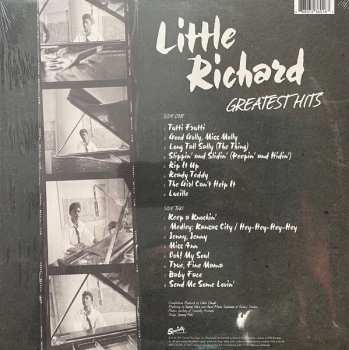 Little
Richard
GREATEST HITS
SIDE ONE
Tutti Frutti
Good Golly, Miss Molly
Long Tall Sally (The Thing)
Slippin' and Slidin' (Peepin' and Hidin')
Rip It Up
Ready Teddy
The Girl Can't Help It
Lucille
SIDE TWO
Keep a Knockin'
Medley: Kansas City / Hey-Hey-Hey-Hey
Jenny, Jenny
Miss Ann
Ooh! My Soul
True, Fine Mama
Baby Face
Send Me Some Lovin'
Specialty